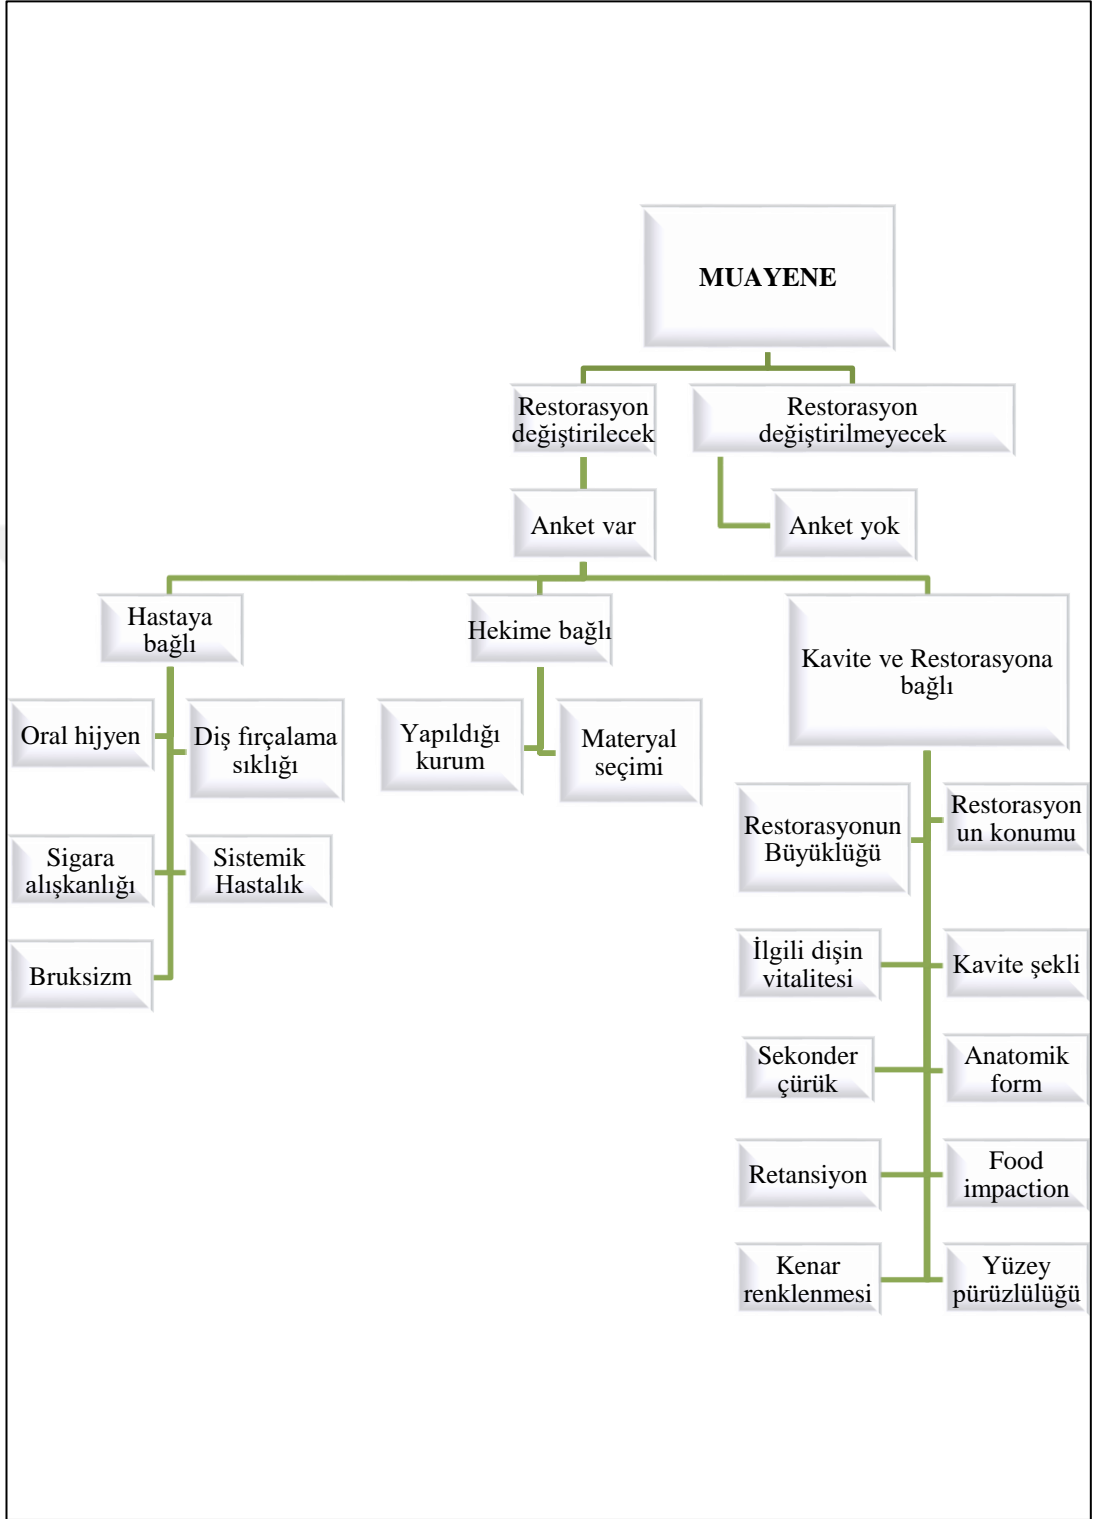 MUAYENE
Restorasyon
değiştirilecek
Restorasyon
değiştirilmeyecek
Anket var
Anket yok
Hastaya
bağlı
Hekime bağlı
Kavite ve Restorasyona
bağlı
Oral hijyen
Diş fırçalama
sıklığı
Sigara
alışkanlığı
Sistemik
Hastalık
Bruksizm
Yapıldığı
kurum
Materyal
seçimi
Restorasyonun
Büyüklüğü
Restorasyon
un konumu
İlgili dişin
vitalitesi
Kavite şekli
Sekonder
çürük
Anatomik
form
Retansiyon
Food
impaction
Kenar
renklenmesi
Yüzey
pürüzlülüğü